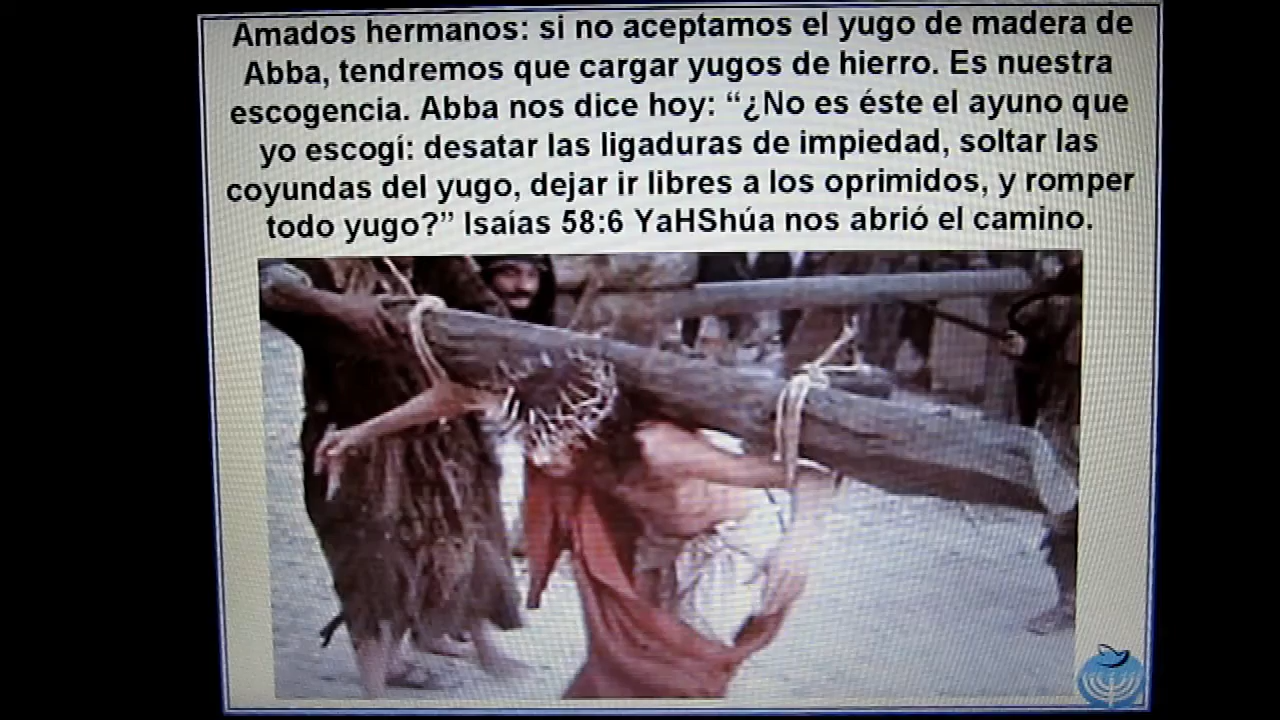 Amados hermanos: si no aceptamos el yugo de madera de
Abba, tendremos que cargar yugos de hierro. Es nuestra
escogencia. Abba nos dice hoy: “¿No es éste el ayuno que
yo escogí: desatar las ligaduras de impiedad, soltar las
coyundas del yugo, dejar ir libres a los oprimidos, y romper
todo yugo?” Isaías 58:6 YaHShúa nos abrió el camino.